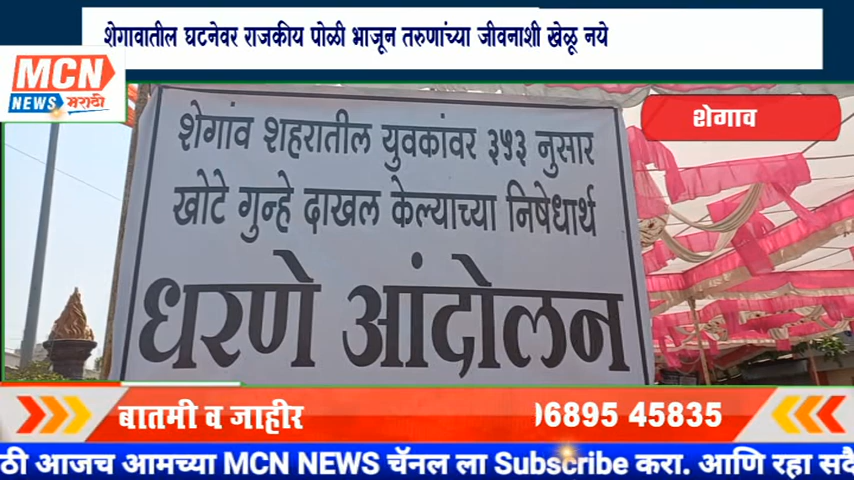 शेगावातील घटनेवर राजकीय पोळी भाजून तरुणांच्या जीवनाशी खेळू नये
MCN
NEWS मराठी
शेगाव
शेगांव शहरातील युवकांवर ३५३ नुसार
खोटे गुन्हे दाखल केल्याच्या निषेधार्थ
धरणे आंदोलन
बातमी व जाहीर
06895 45835
ठी आजच आमच्या MCN NEWS चॅनल ला Subscribe करा. आणि रहा सदै